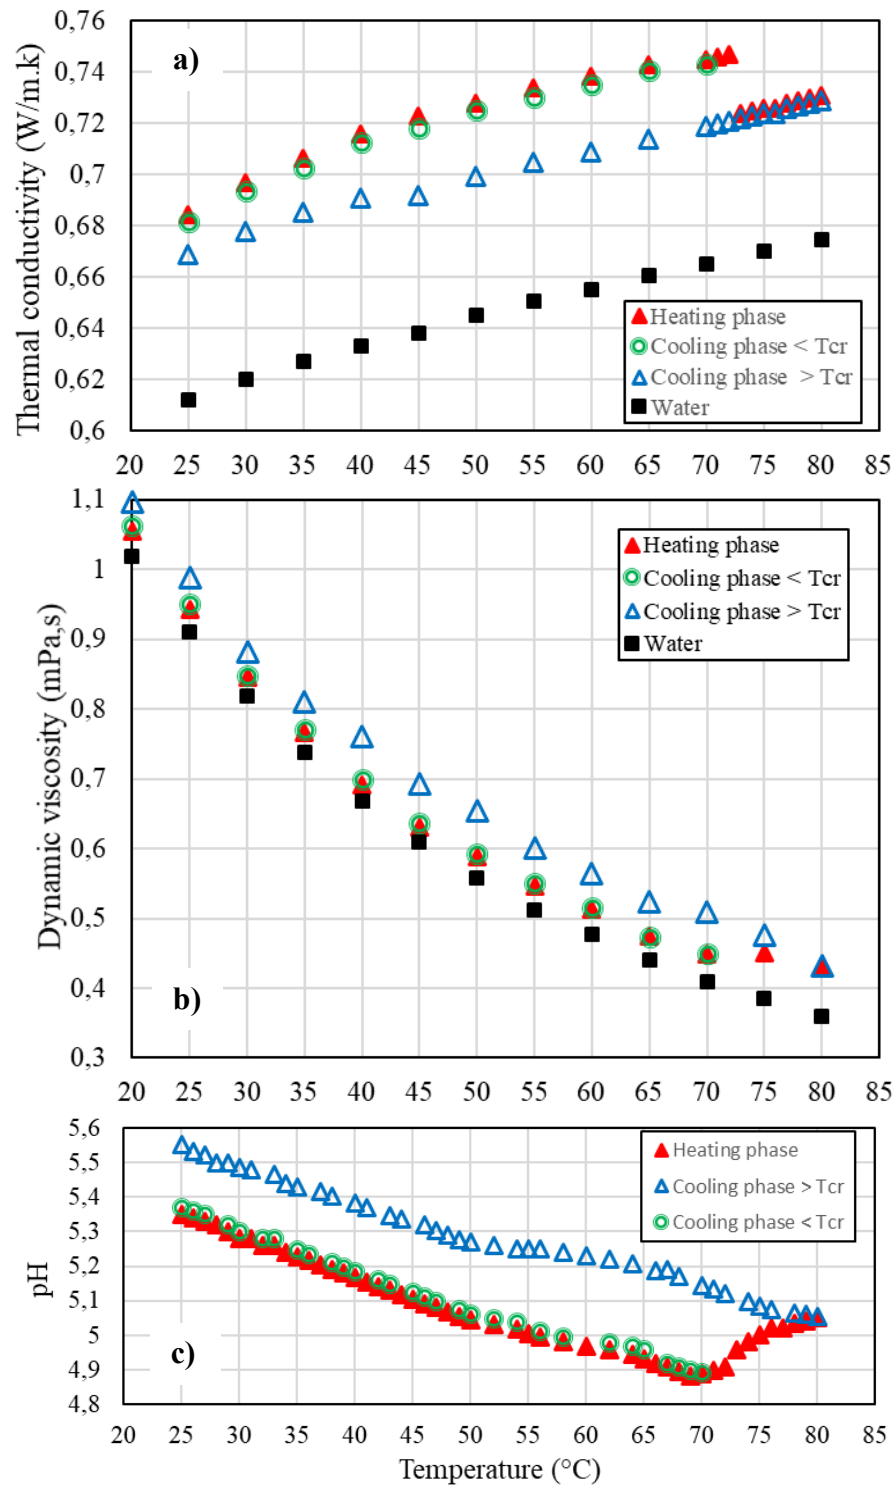 0,76
0,74
0,72
0,7
0,68
0,66
0,64
0,62
0,6
Thermal conductivity (W/m.k)
a)
Heating phase
Cooling phase < Tcr
Cooling phase > Tcr
Water
20 25 30 35 40 45 50 55 60 65 70 75 80 85
1,1
1
0,9
0,8
0,7
0,6
0,5
0,4
0,3
Dynamic viscosity (mPa,s)
Heating phase
Cooling phase < Tcr
Cooling phase > Tcr
Water
b)
20 25 30 35 40 45 50 55 60 65 70 75 80 85
5,6
5,5
5,4
5,3
5,2
5,1
5
4,9
4,8
pH
Heating phase
Cooling phase > Tcr
Cooling phase < Tcr
c)
20 25 30 35 40 45 50 55 60 65 70 75 80 85
Temperature (°C)